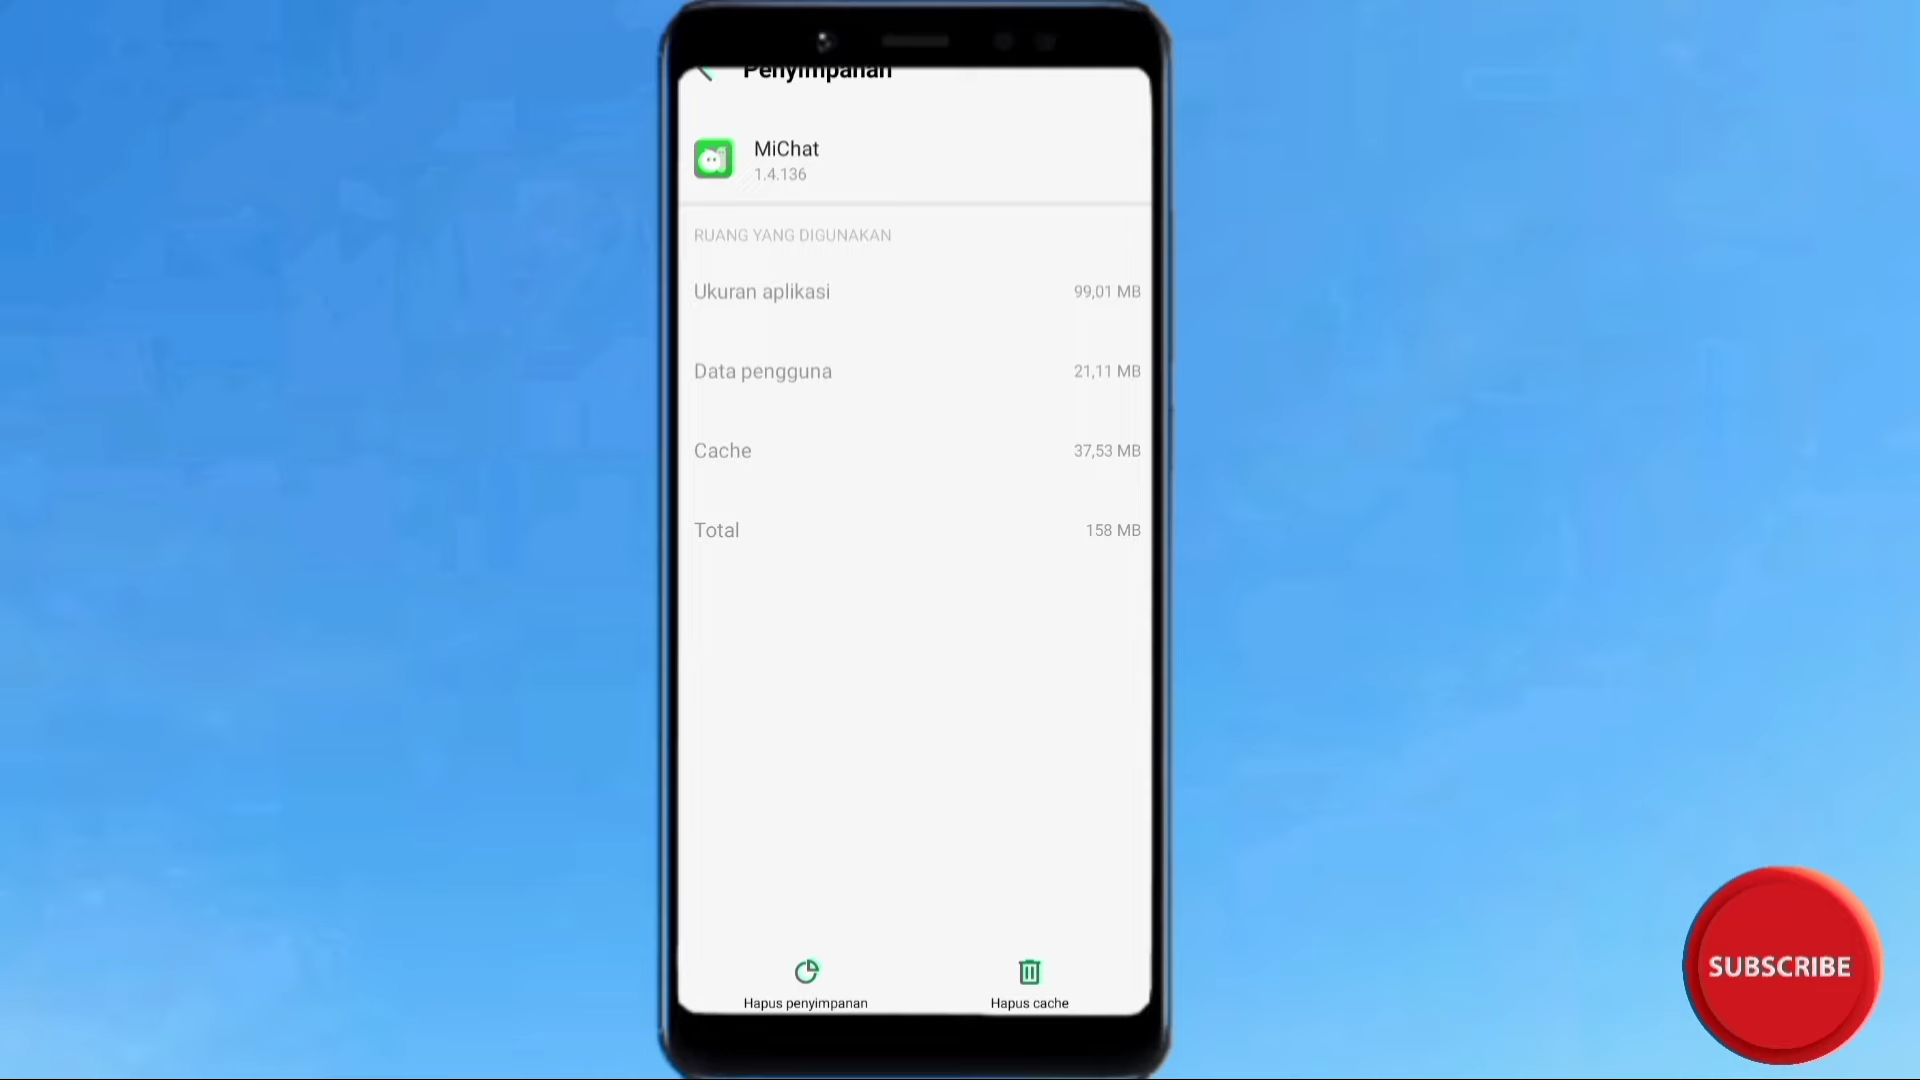 Penyimpanan
MiChat
1.4.136
RUANG YANG DIGUNAKAN
Ukuran aplikasi 99,01 MB
Data pengguna 21,11 MB
Cache 37,53 MB
Total 158 MB
Hapus penyimpanan Hapus cache
SUBSCRIBE